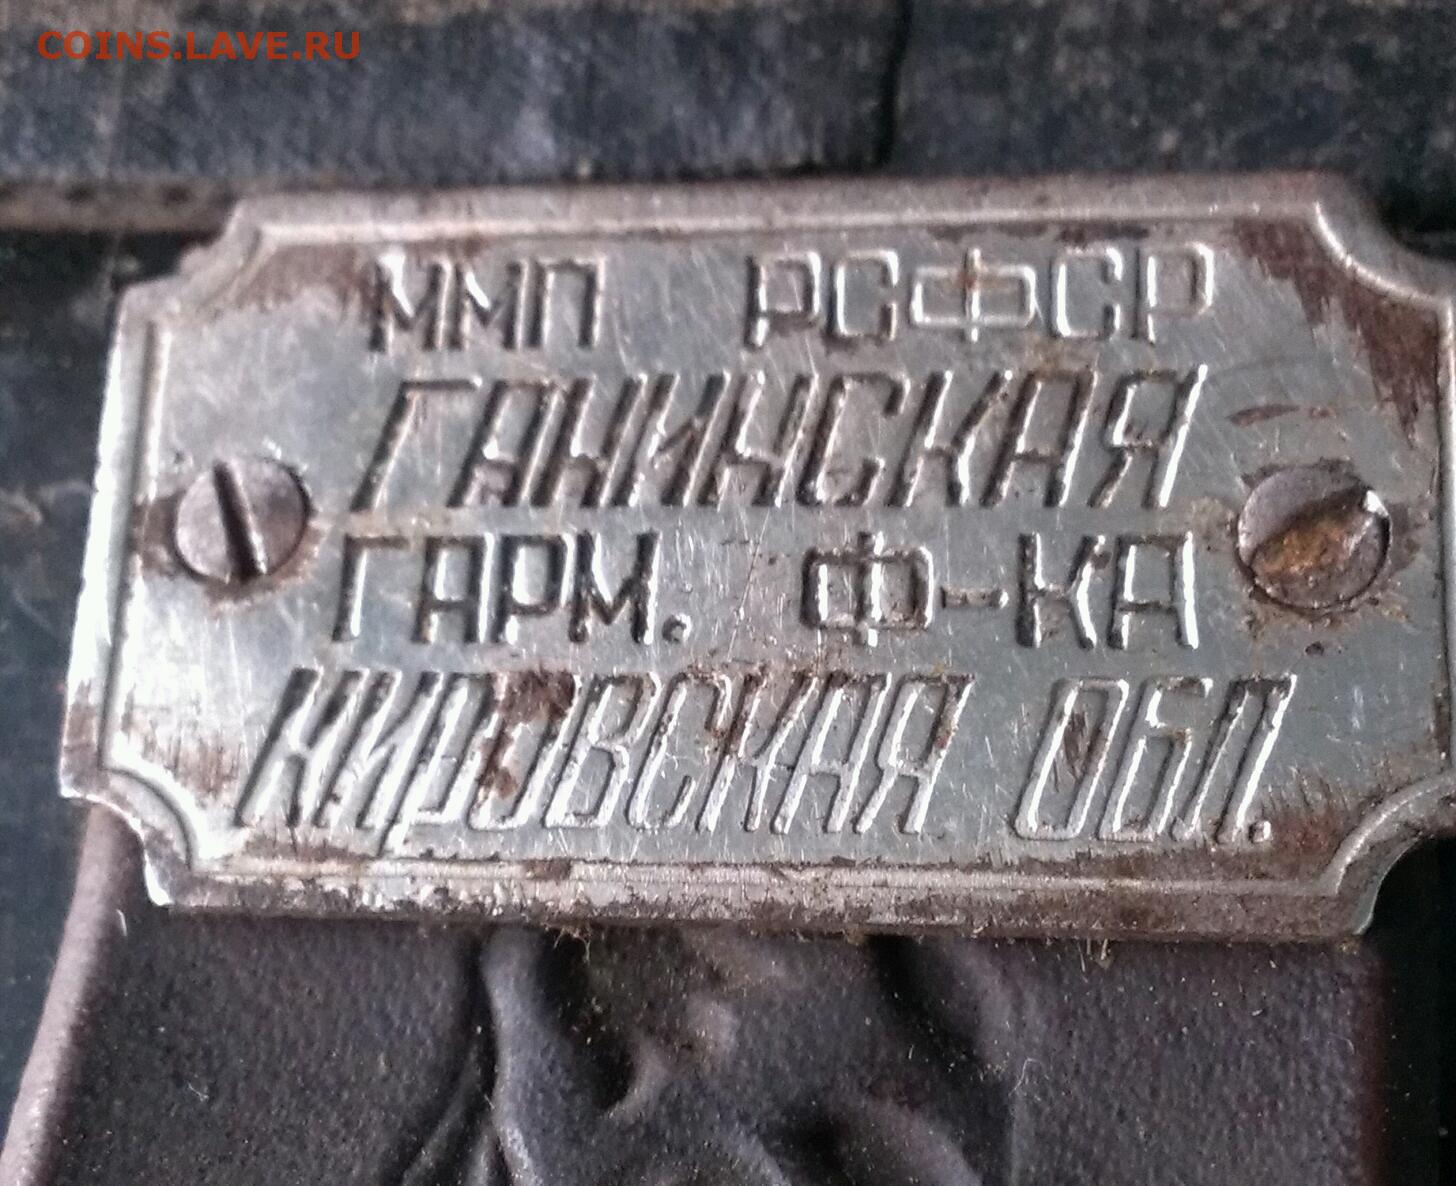 COINS.LAVE.RU
ММП РСФСР
ГАНИНСКАЯ
ГАРМ. Ф-КА
КИРОВСКАЯ ОБЛ.